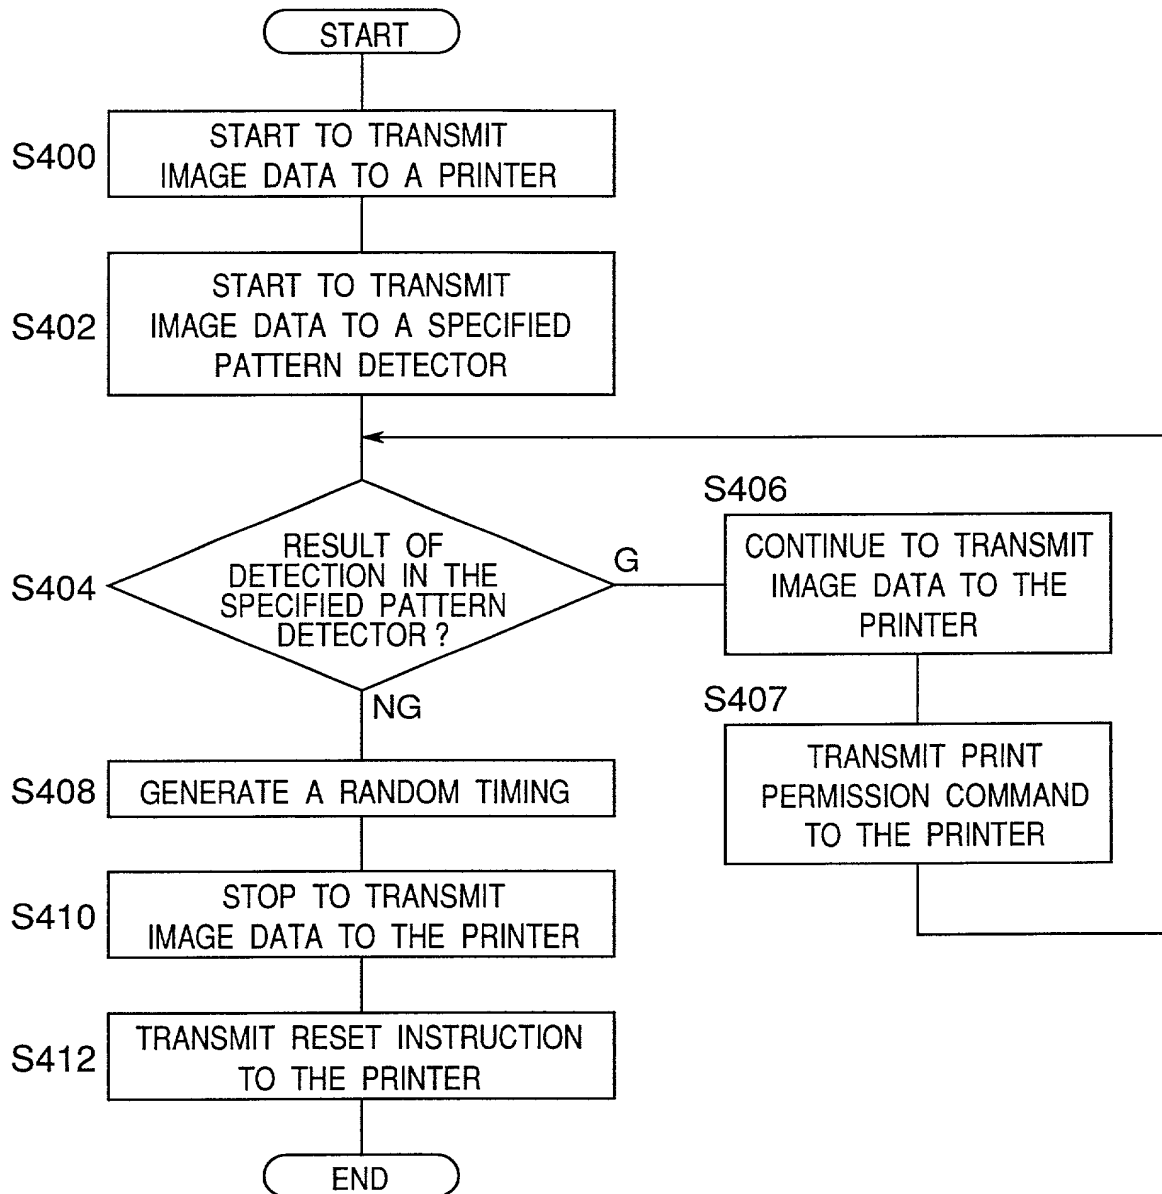 START
S400
START TO TRANSMIT
IMAGE DATA TO A PRINTER
S402
START TO TRANSMIT
IMAGE DATA TO A SPECIFIED
PATTERN DETECTOR
S404
RESULT OF
DETECTION IN THE
SPECIFIED PATTERN
DETECTOR ?
G
S406
CONTINUE TO TRANSMIT
IMAGE DATA TO THE
PRINTER
NG
S407
TRANSMIT PRINT
PERMISSION COMMAND
TO THE PRINTER
S408
GENERATE A RANDOM TIMING
S410
STOP TO TRANSMIT
IMAGE DATA TO THE PRINTER
S412
TRANSMIT RESET INSTRUCTION
TO THE PRINTER
END